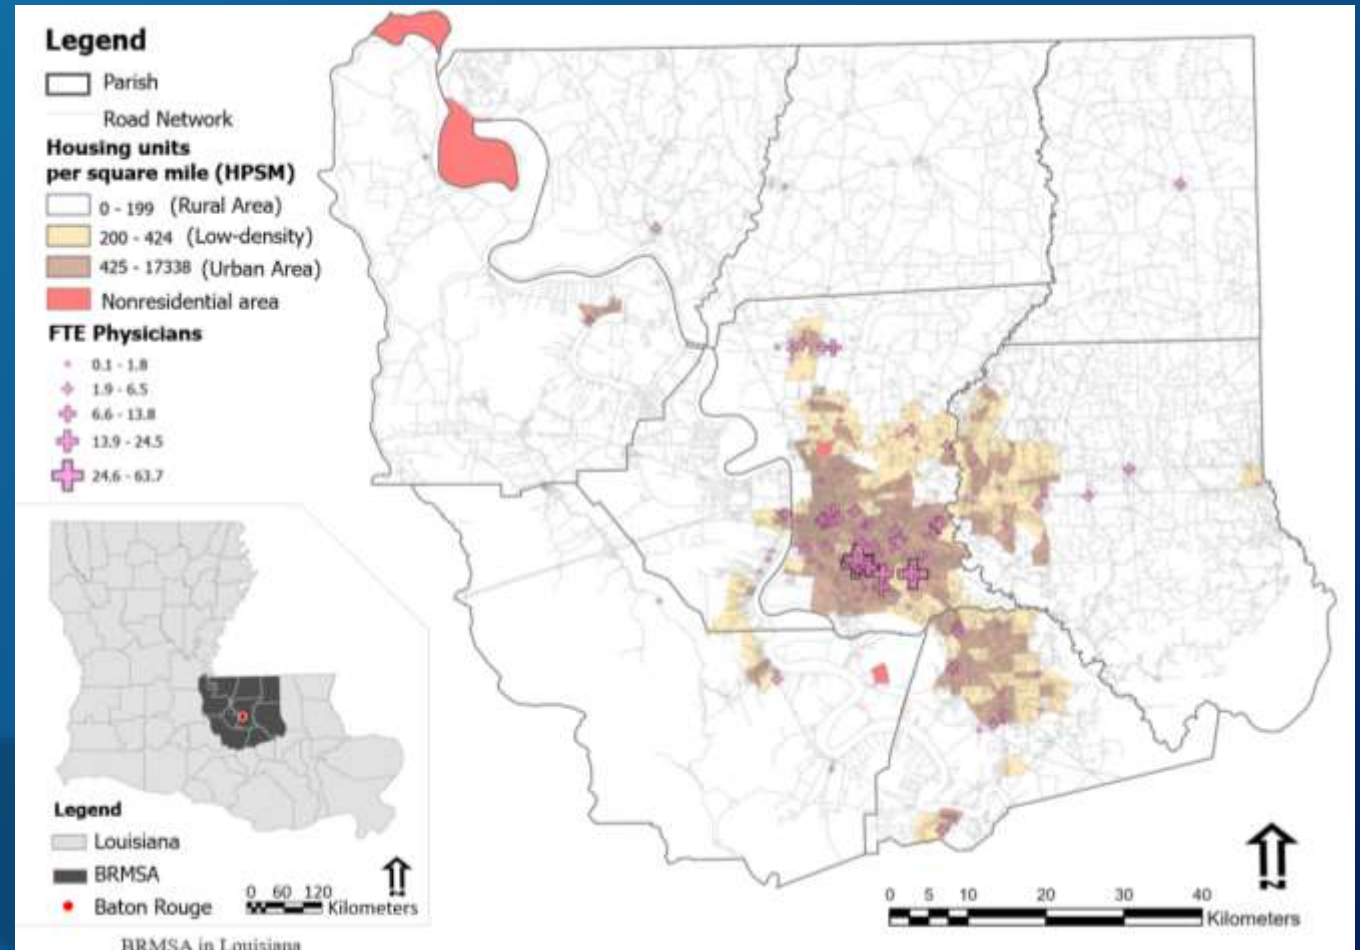 Legend
Parish
Road Network
Housing units
per square mile (HPSM)
0 - 199 (Rural Area)
200 - 424 (Low-density)
425 - 17338 (Urban Area)
Nonresidential area
FTE Physicians
0.1 - 1.8
1.9 - 6.5
6.6 - 13.8
13.9 - 24.5
24.6 - 63.7
Legend
Louisiana
BRMSA
Baton Rouge
0 60 120
Kilometers
N
BRMSA in Louisiana
N
0 5 10 20 30 40
Kilometers